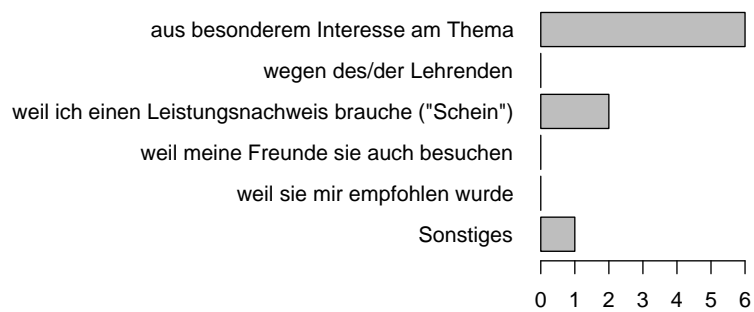 aus besonderem Interesse am Thema
wegen des/der Lehrenden
weil ich einen Leistungsnachweis brauche ("Schein")
weil meine Freunde sie auch besuchen
weil sie mir empfohlen wurde
Sonstiges
0 1 2 3 4 5 6